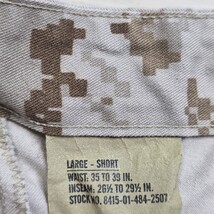 LARGE - SHORT
WAIST: 35 TO 39 IN.
INSEAM: 26½ TO 29½ IN.
STOCK NO. 8415-01-484-2507